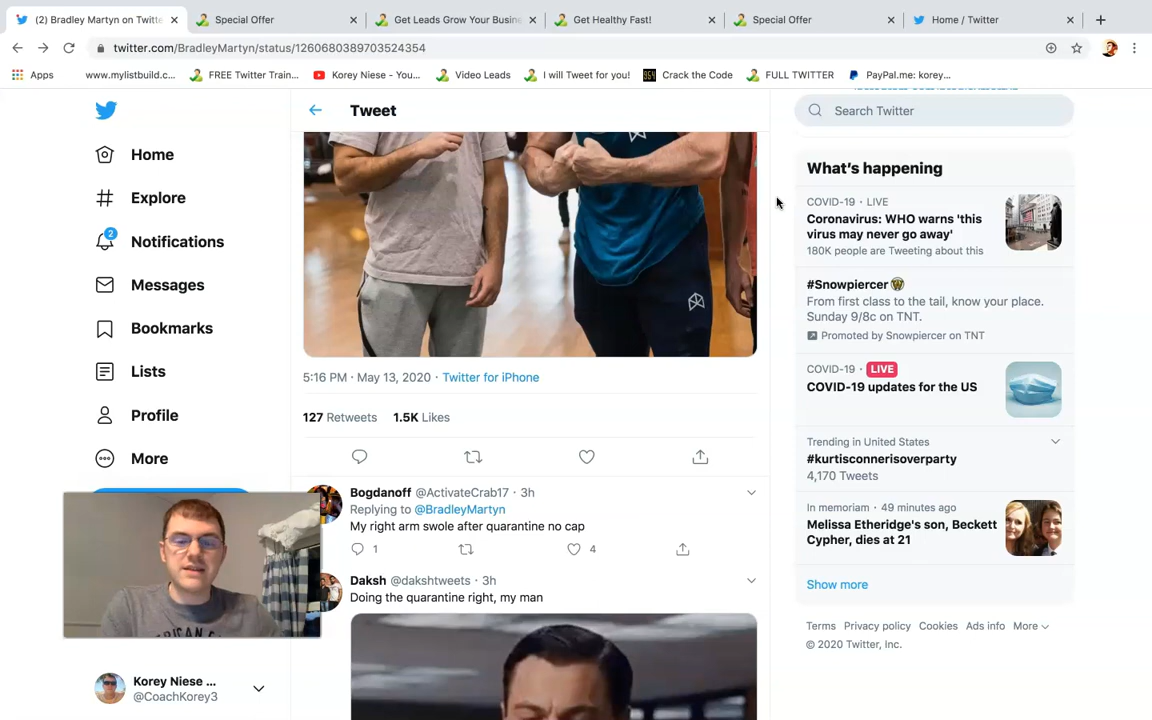 (2) Bradley Martyn on Twitte
Special Offer
Get Leads Grow Your Busine
Get Healthy Fast!
Special Offer
Home / Twitter
twitter.com/BradleyMartyn/status/1260680389703524354
Apps
www.mylistbuild.c...
FREE Twitter Train...
Korey Niese - You...
Video Leads
I will Tweet for you!
Crack the Code
FULL TWITTER
PayPal.me: korey...
Tweet
Search Twitter
Home
Explore
2
Notifications
Messages
Bookmarks
Lists
Profile
More
What's happening
COVID-19 · LIVE
Coronavirus: WHO warns 'this
virus may never go away'
180K people are Tweeting about this
#Snowpiercer
From first class to the tail, know your place.
Sunday 9/8c on TNT.
Promoted by Snowpiercer on TNT
COVID-19 · LIVE
COVID-19 updates for the US
Trending in United States
#kurtisconnerisoverparty
4,170 Tweets
In memoriam · 49 minutes ago
Melissa Etheridge's son, Beckett
Cypher, dies at 21
Show more
Terms Privacy policy Cookies Ads info More
© 2020 Twitter, Inc.
5:16 PM · May 13, 2020 · Twitter for iPhone
127 Retweets 1.5K Likes
Bogdanoff @ActivateCrab17 · 3h
Replying to @BradleyMartyn
My right arm swole after quarantine no cap
1
4
Daksh @dakshtweets · 3h
Doing the quarantine right, my man
Korey Niese ...
@CoachKorey3